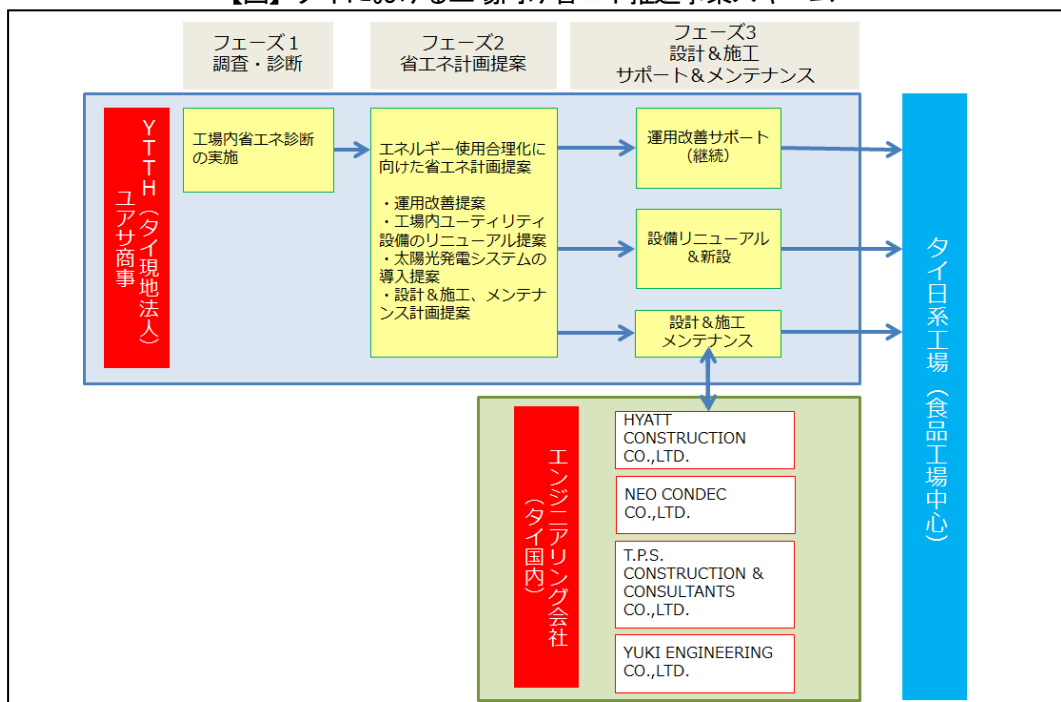 フェーズ1
調査・診断
フェーズ2
省エネ計画提案
フェーズ3
設計&施工
サポート&メンテナンス
YTTH(タイ現地法人)
ユアサ商事
工場内省エネ診断
の実施
エネルギー使用合理化に
向けた省エネ計画提案
・運用改善提案
・工場内ユーティリティ
設備のリニューアル提案
・太陽光発電システムの
導入提案
・設計&施工、メンテナ
ンス計画提案
運用改善サポート
(継続)
設備リニューアル
&新設
設計&施工
メンテナンス
タイ日系工場(食品工場中心)
エンジニアリング会社
(タイ国内)
HYATT
CONSTRUCTION
CO.,LTD.
NEO CONDEC
CO.,LTD.
T.P.S.
CONSTRUCTION &
CONSULTANTS
CO.,LTD.
YUKI ENGINEERING
CO.,LTD.